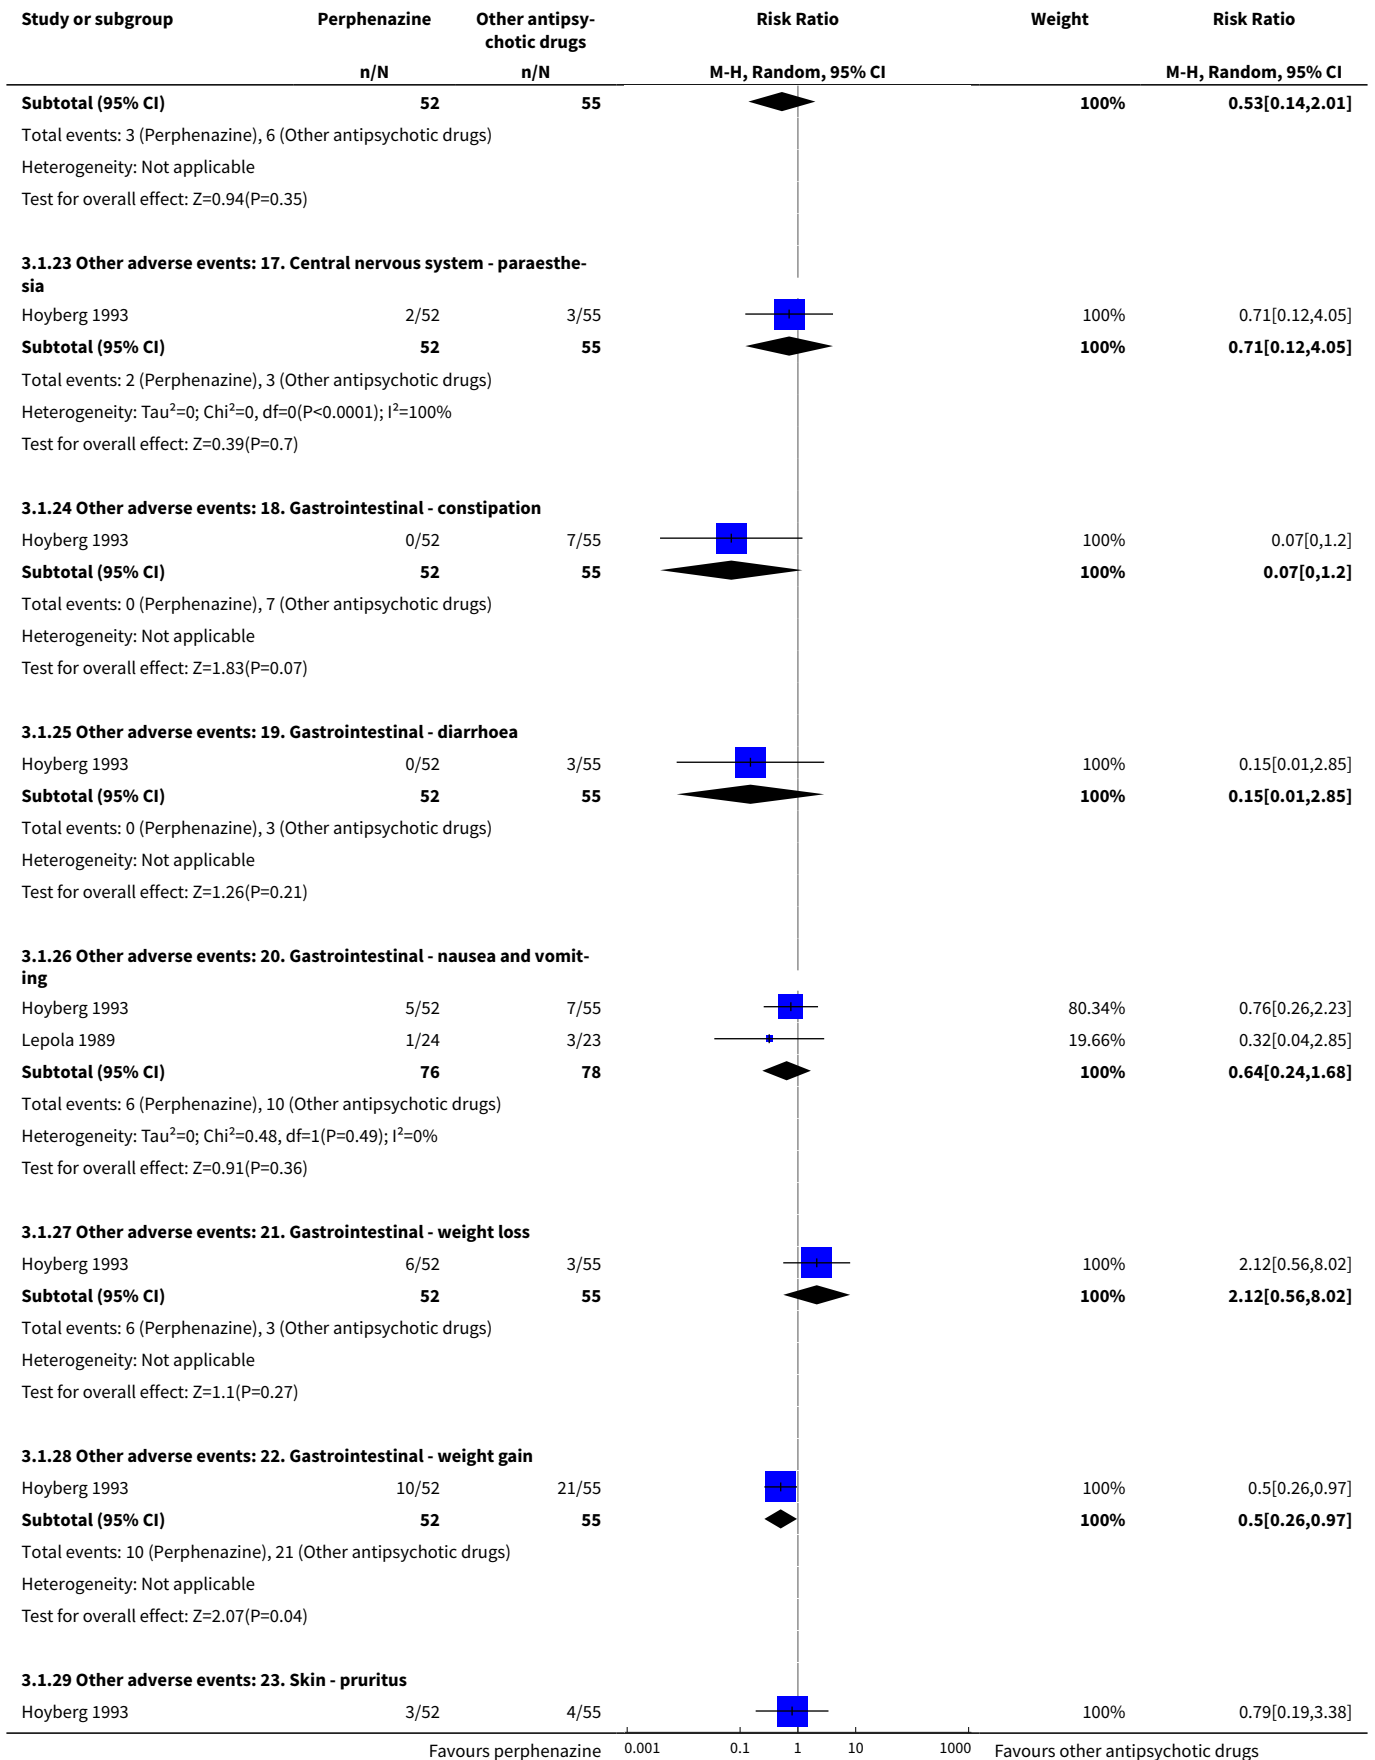 Study or subgroup Perphenazine Other antipsy- Risk Ratio Weight Risk Ratio
chotic drugs
n/N n/N M-H, Random, 95% CI M-H, Random, 95% CI
Subtotal (95% CI) 52 55 100% 0.53[0.14,2.01]
Total events: 3 (Perphenazine), 6 (Other antipsychotic drugs)
Heterogeneity: Not applicable
Test for overall effect: Z=0.94(P=0.35)
3.1.23 Other adverse events: 17. Central nervous system - paraesthe-
sia
Hoyberg 1993 2/52 3/55 100% 0.71[0.12,4.05]
Subtotal (95% CI) 52 55 100% 0.71[0.12,4.05]
Total events: 2 (Perphenazine), 3 (Other antipsychotic drugs)
Heterogeneity: Tau²=0; Chi²=0, df=0(P<0.0001); I²=100%
Test for overall effect: Z=0.39(P=0.7)
3.1.24 Other adverse events: 18. Gastrointestinal - constipation
Hoyberg 1993 0/52 7/55 100% 0.07[0,1.2]
Subtotal (95% CI) 52 55 100% 0.07[0,1.2]
Total events: 0 (Perphenazine), 7 (Other antipsychotic drugs)
Heterogeneity: Not applicable
Test for overall effect: Z=1.83(P=0.07)
3.1.25 Other adverse events: 19. Gastrointestinal - diarrhoea
Hoyberg 1993 0/52 3/55 100% 0.15[0.01,2.85]
Subtotal (95% CI) 52 55 100% 0.15[0.01,2.85]
Total events: 0 (Perphenazine), 3 (Other antipsychotic drugs)
Heterogeneity: Not applicable
Test for overall effect: Z=1.26(P=0.21)
3.1.26 Other adverse events: 20. Gastrointestinal - nausea and vomit-
ing
Hoyberg 1993 5/52 7/55 80.34% 0.76[0.26,2.23]
Lepola 1989 1/24 3/23 19.66% 0.32[0.04,2.85]
Subtotal (95% CI) 76 78 100% 0.64[0.24,1.68]
Total events: 6 (Perphenazine), 10 (Other antipsychotic drugs)
Heterogeneity: Tau²=0; Chi²=0.48, df=1(P=0.49); I²=0%
Test for overall effect: Z=0.91(P=0.36)
3.1.27 Other adverse events: 21. Gastrointestinal - weight loss
Hoyberg 1993 6/52 3/55 100% 2.12[0.56,8.02]
Subtotal (95% CI) 52 55 100% 2.12[0.56,8.02]
Total events: 6 (Perphenazine), 3 (Other antipsychotic drugs)
Heterogeneity: Not applicable
Test for overall effect: Z=1.1(P=0.27)
3.1.28 Other adverse events: 22. Gastrointestinal - weight gain
Hoyberg 1993 10/52 21/55 100% 0.5[0.26,0.97]
Subtotal (95% CI) 52 55 100% 0.5[0.26,0.97]
Total events: 10 (Perphenazine), 21 (Other antipsychotic drugs)
Heterogeneity: Not applicable
Test for overall effect: Z=2.07(P=0.04)
3.1.29 Other adverse events: 23. Skin - pruritus
Hoyberg 1993 3/52 4/55 100% 0.79[0.19,3.38]
Favours perphenazine 0.001 0.1 1 10 1000 Favours other antipsychotic drugs